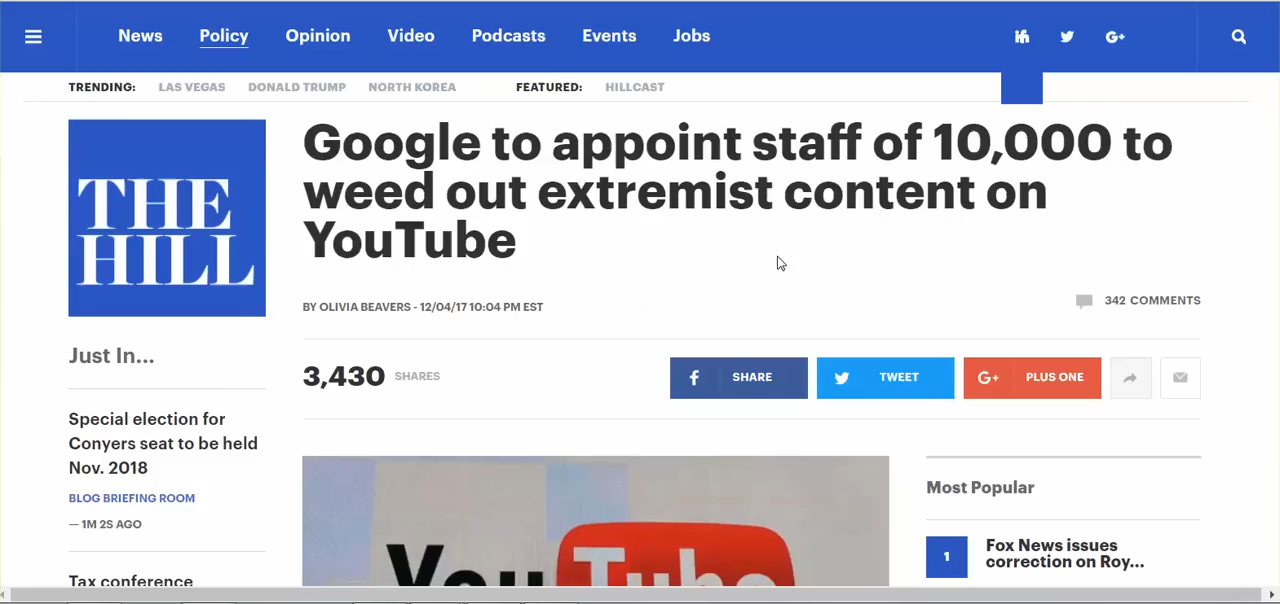 News Policy Opinion Video Podcasts Events Jobs
TRENDING: LAS VEGAS DONALD TRUMP NORTH KOREA FEATURED: HILLCAST
THE
HILL
Google to appoint staff of 10,000 to
weed out extremist content on
YouTube
BY OLIVIA BEAVERS - 12/04/17 10:04 PM EST
342 COMMENTS
3,430 SHARES
SHARE
TWEET
G+ PLUS ONE
Just In...
Special election for
Conyers seat to be held
Nov. 2018
BLOG BRIEFING ROOM
— 1M 2S AGO
Tax conference
YouTube
Most Popular
1
Fox News issues
correction on Roy...